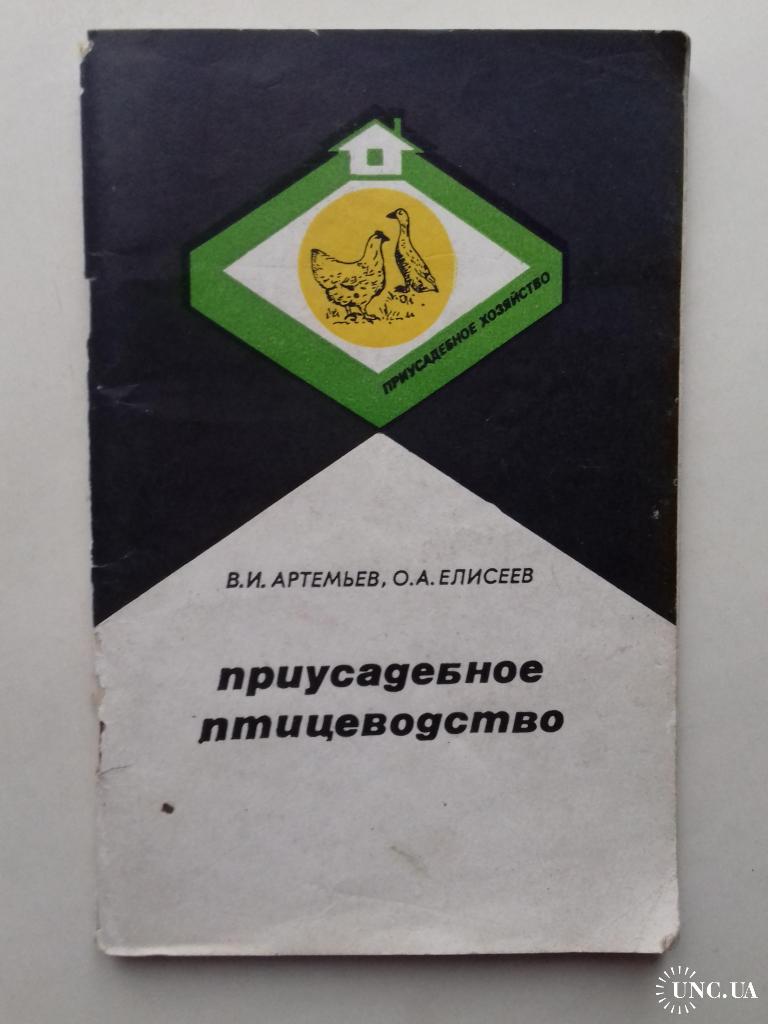 ПРИУСАДЕБНОЕ ХОЗЯЙСТВО
В.И. АРТЕМЬЕВ, О.А. ЕЛИСЕЕВ
приусадебное
птицеводство
UNC.UA